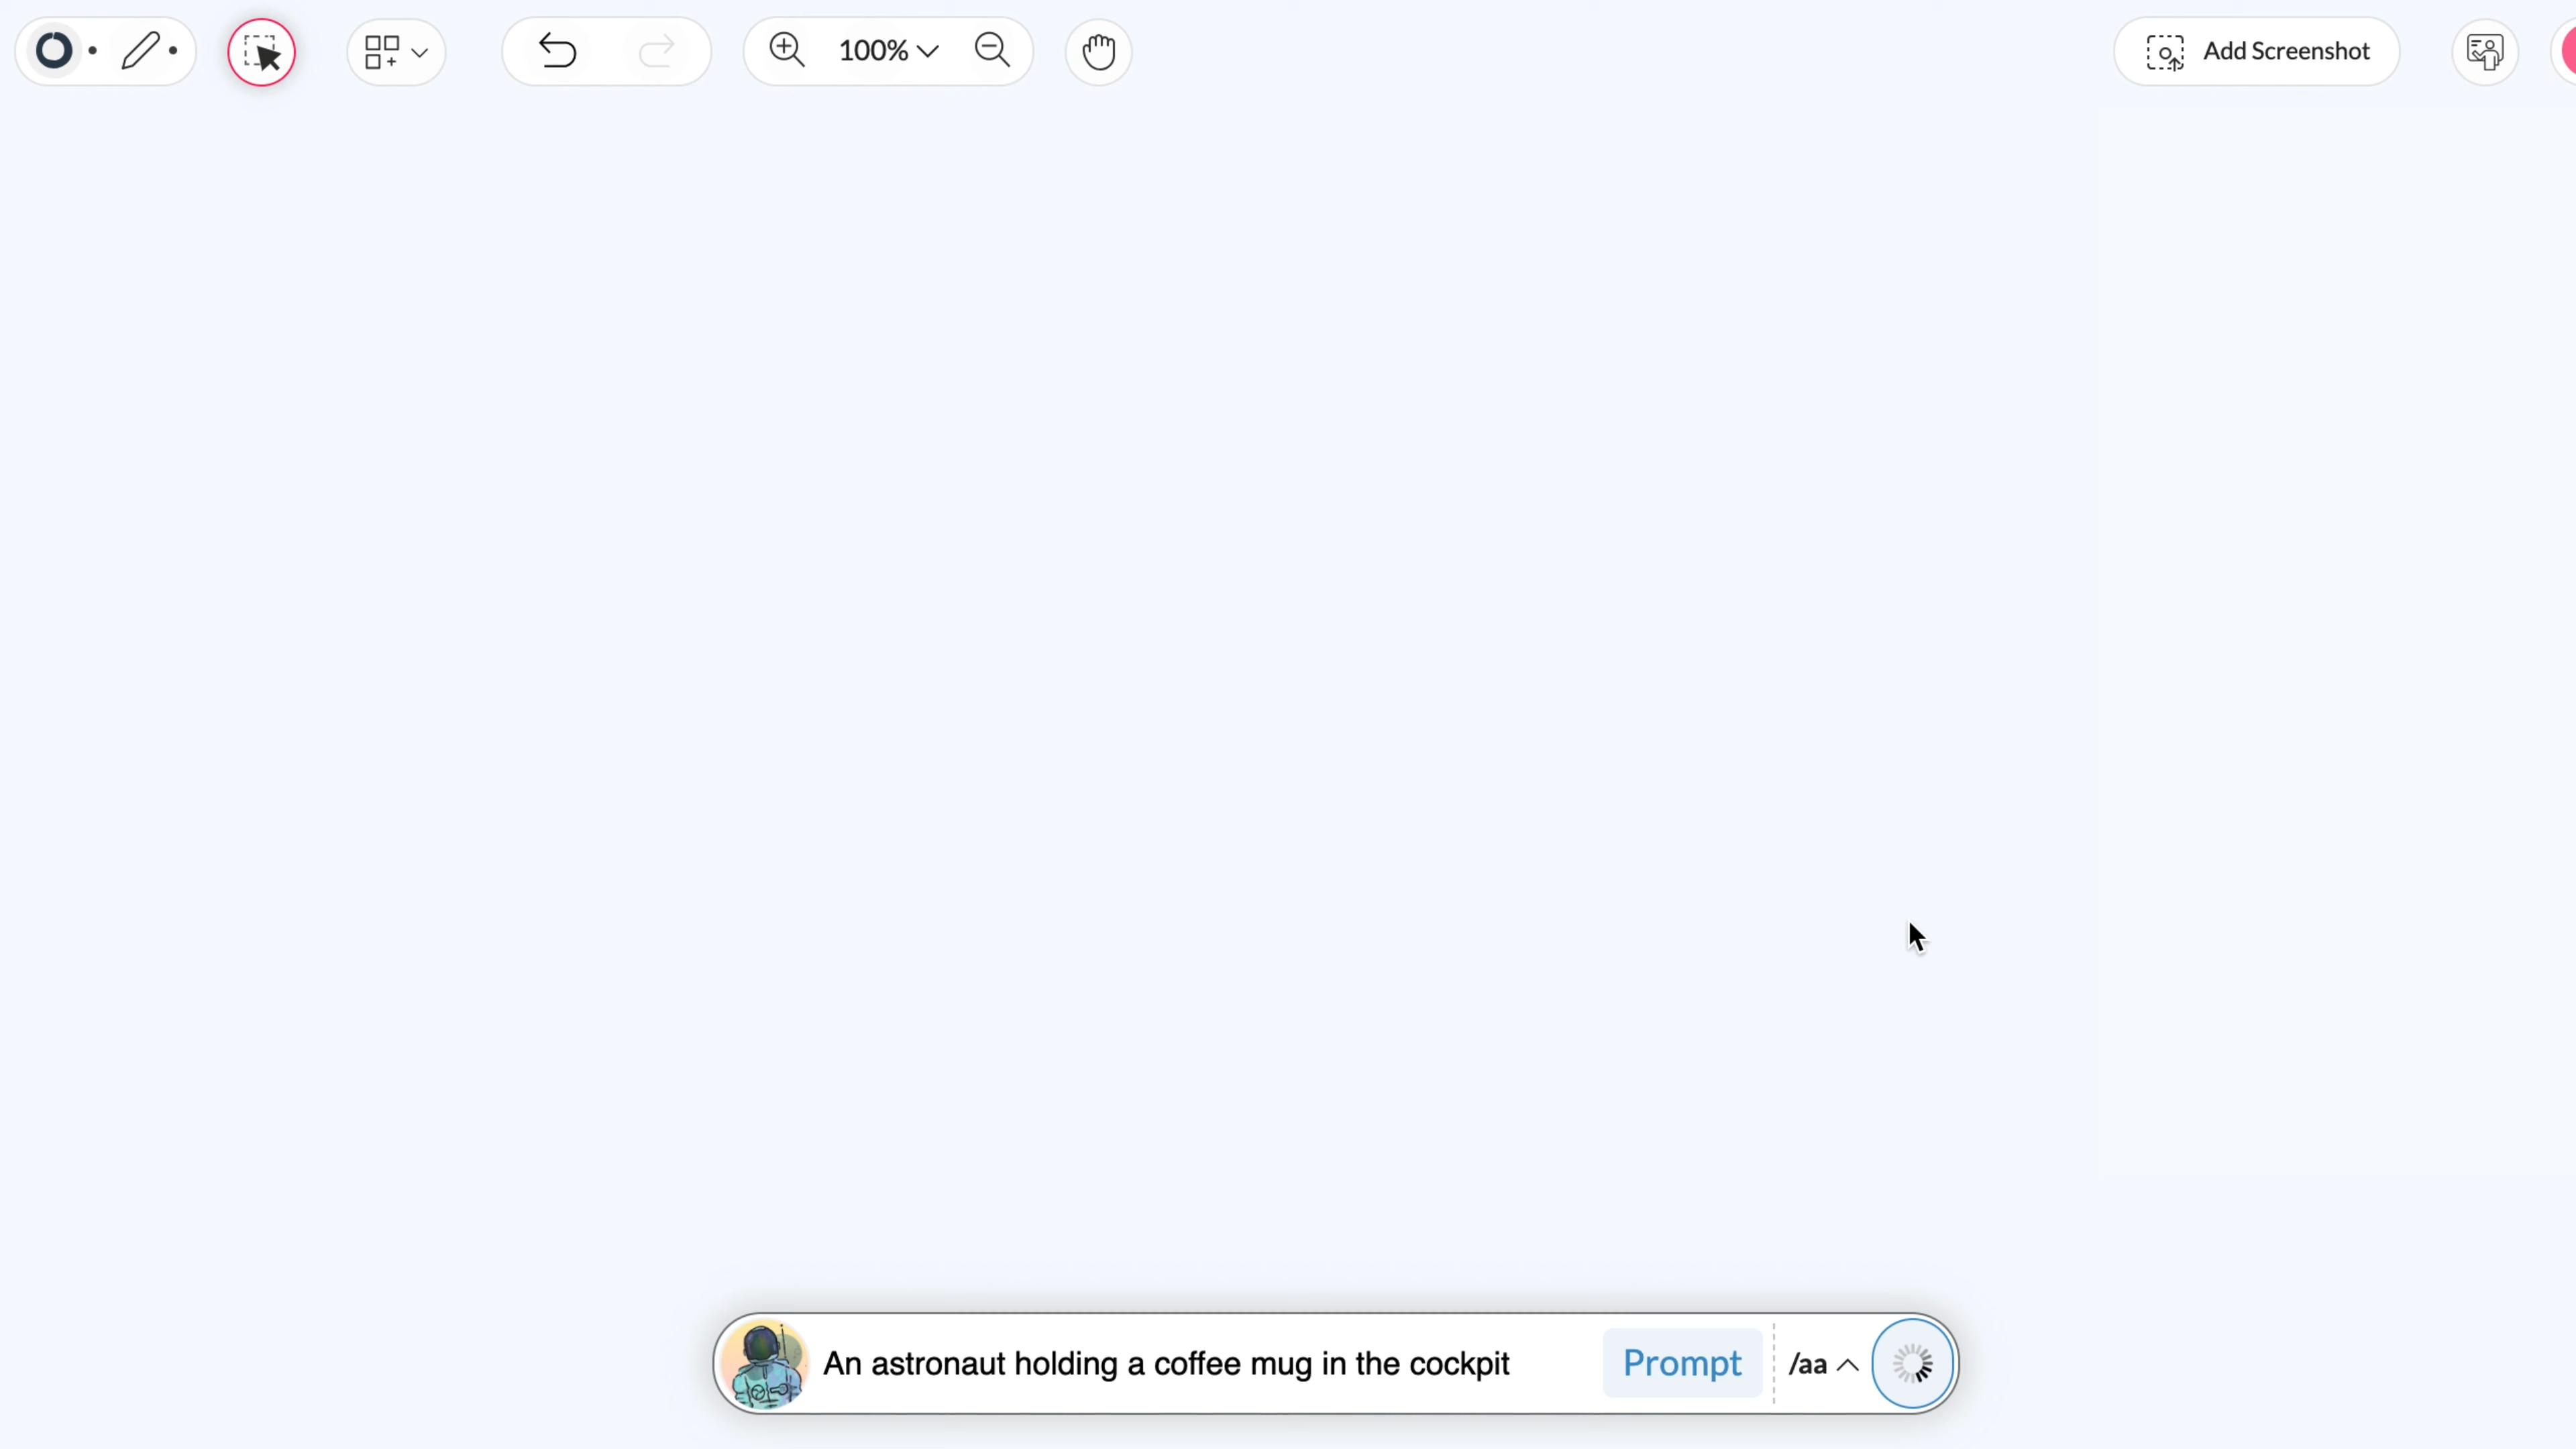 100%
Add Screenshot
An astronaut holding a coffee mug in the cockpit
Prompt
/aa